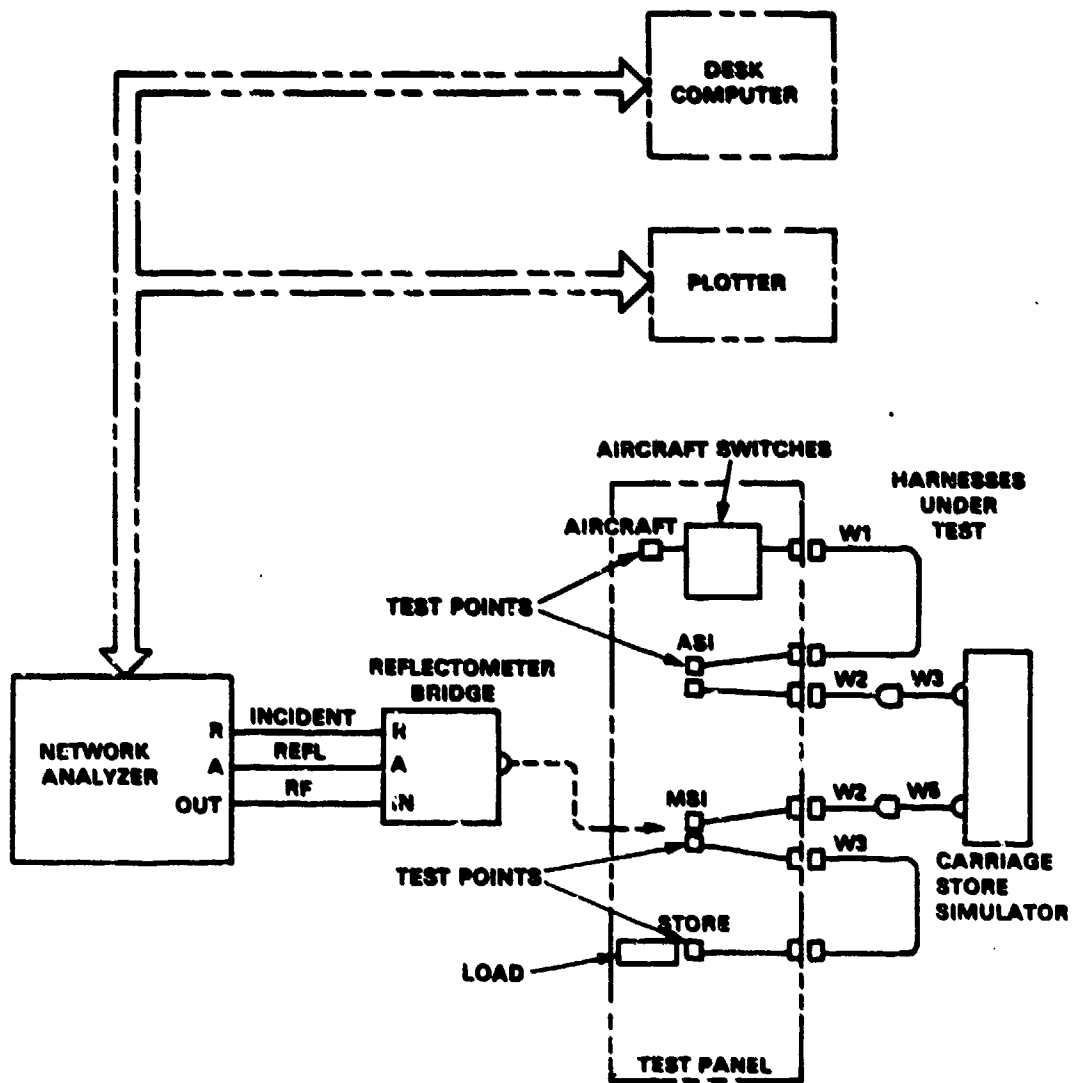 DESK
COMPUTER
PLOTTER
AIRCRAFT SWITCHES
HARNESSES
UNDER
TEST
AIRCRAFT
W1
TEST POINTS
ASI
REFLECTOMETER
BRIDGE
W2
W3
NETWORK
ANALYZER
R
INCIDENT
R
A
REFL
A
OUT
RF
IN
MSI
W2
W5
W3
TEST POINTS
CARRIAGE
STORE
SIMULATOR
STORE
LOAD
TEST PANEL